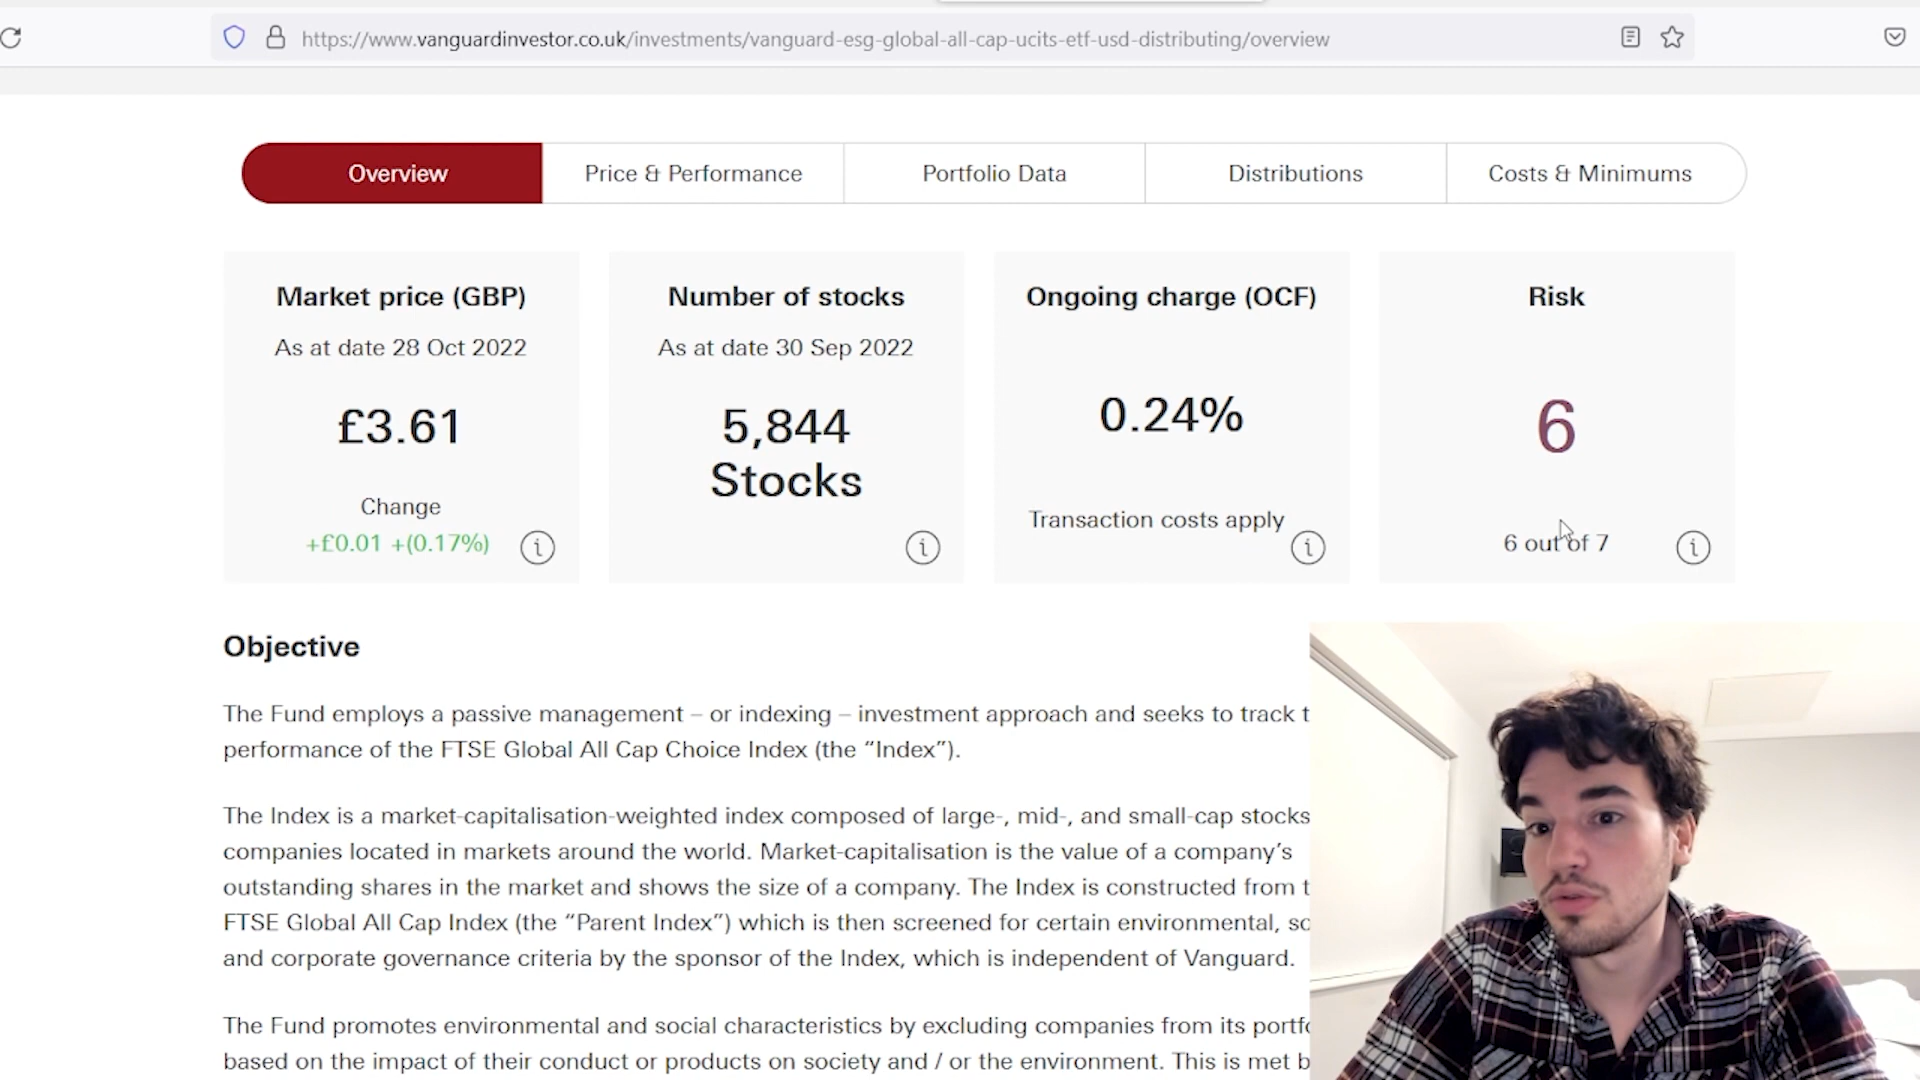 https://www.vanguardinvestor.co.uk/investments/vanguard-esg-global-all-cap-ucits-etf-usd-distributing/overview
Overview
Price & Performance
Portfolio Data
Distributions
Costs & Minimums
Market price (GBP)
As at date 28 Oct 2022
£3.61
Change
+£0.01 +(0.17%)
Number of stocks
As at date 30 Sep 2022
5,844
Stocks
Ongoing charge (OCF)
0.24%
Transaction costs apply
Risk
6
6 out of 7
Objective
The Fund employs a passive management – or indexing – investment approach and seeks to track t
performance of the FTSE Global All Cap Choice Index (the “Index”).
The Index is a market-capitalisation-weighted index composed of large-, mid-, and small-cap stocks
companies located in markets around the world. Market-capitalisation is the value of a company’s
outstanding shares in the market and shows the size of a company. The Index is constructed from t
FTSE Global All Cap Index (the “Parent Index”) which is then screened for certain environmental, so
and corporate governance criteria by the sponsor of the Index, which is independent of Vanguard.
The Fund promotes environmental and social characteristics by excluding companies from its portfo
based on the impact of their conduct or products on society and / or the environment. This is met b